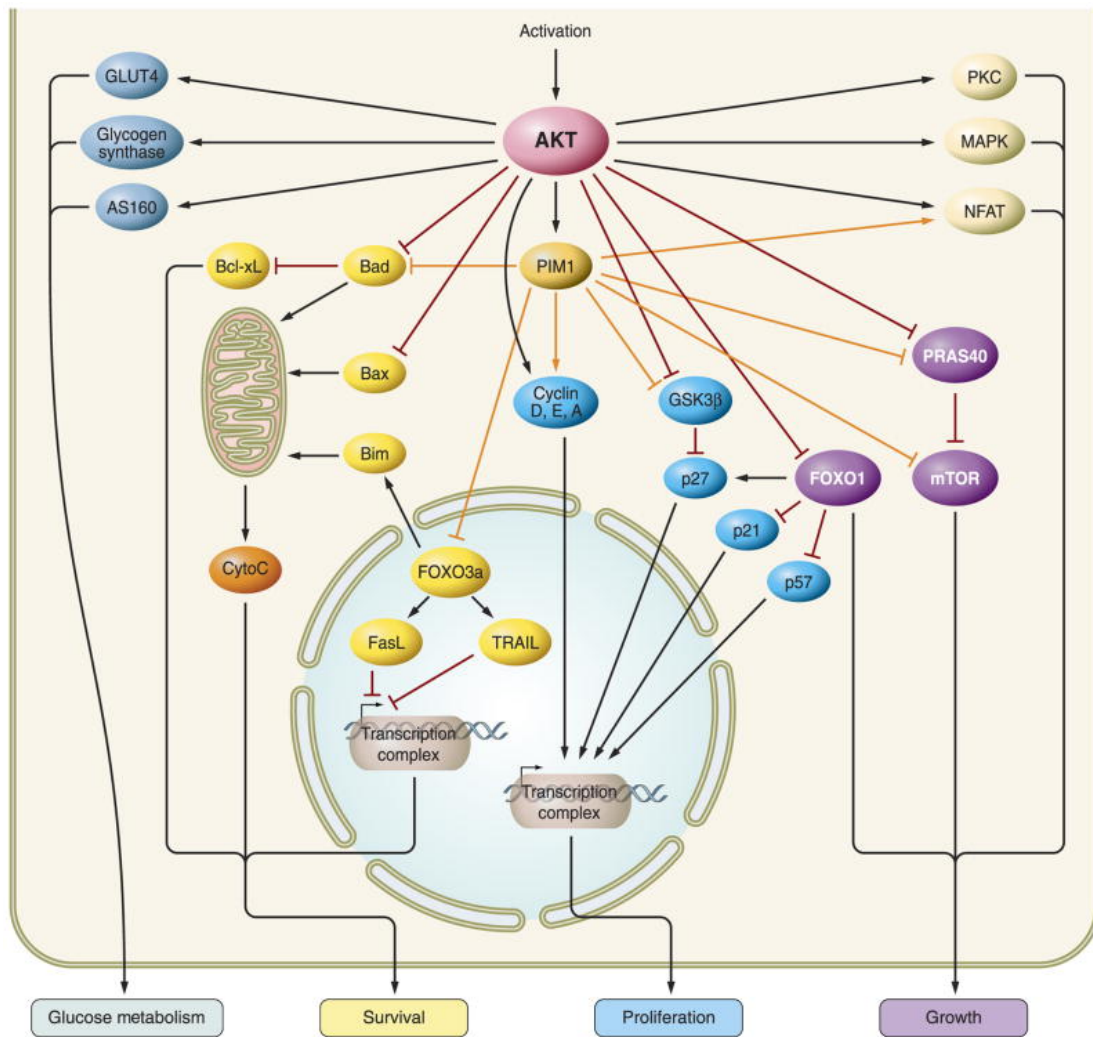 Activation
GLUT4
PKC
AKT
Glycogen
synthase
MAPK
AS160
NFAT
Bcl-xL
Bad
PIM1
PRAS40
Bax
Cyclin
D, E, A
GSK3β
Bim
p27
FOXO1
mTOR
p21
CytoC
FOXO3a
p57
FasL
TRAIL
Transcription
complex
Transcription
complex
Glucose metabolism
Survival
Proliferation
Growth